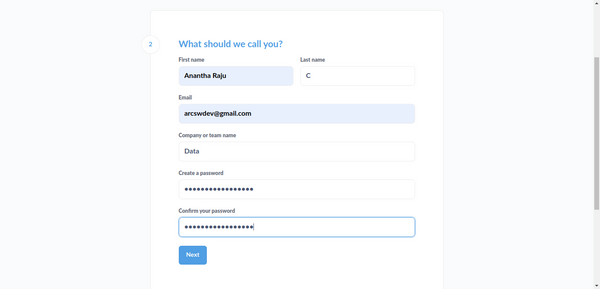 2
What should we call you?
First name
Last name
Anantha Raju
C
Email
arcswdev@gmail.com
Company or team name
Data
Create a password
•••••••••••••••••
Confirm your password
•••••••••••••••••
Next